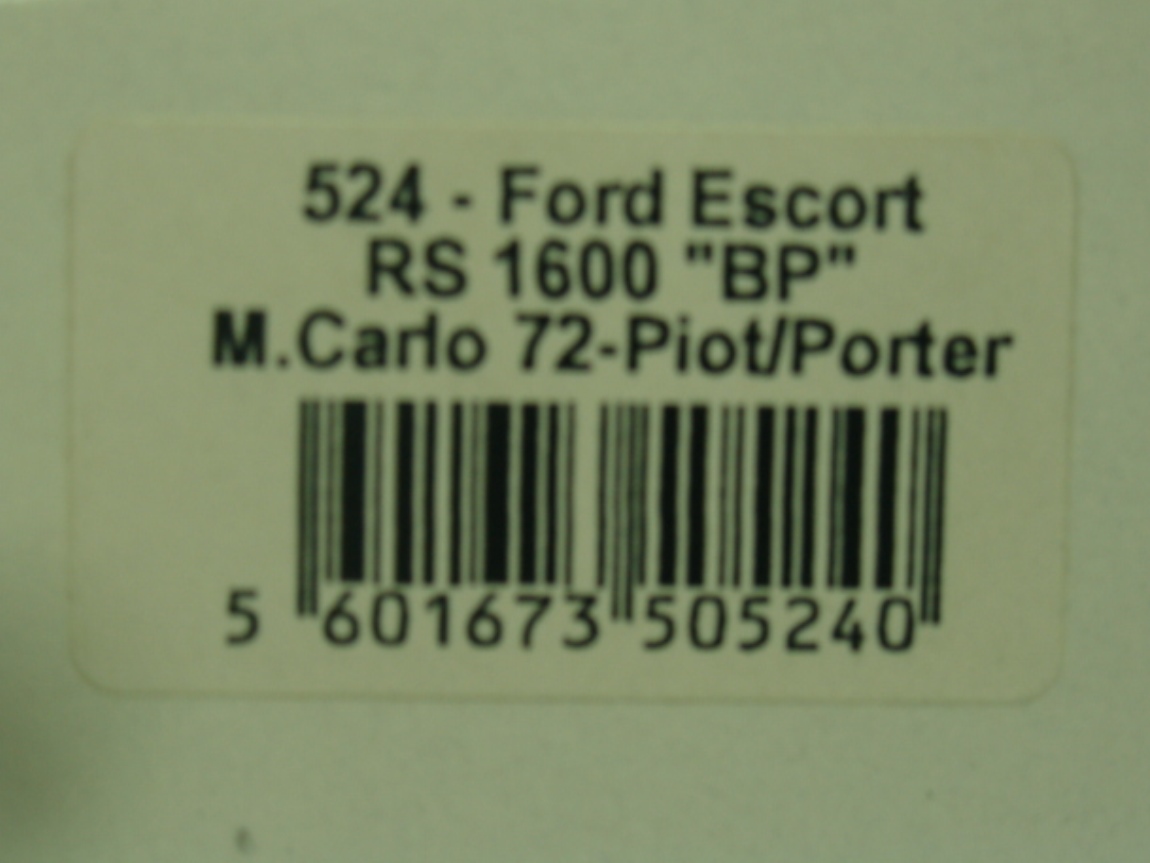 524 - Ford Escort
RS 1600 "BP"
M.Carlo 72-Piot/Porter
5 601673 505240